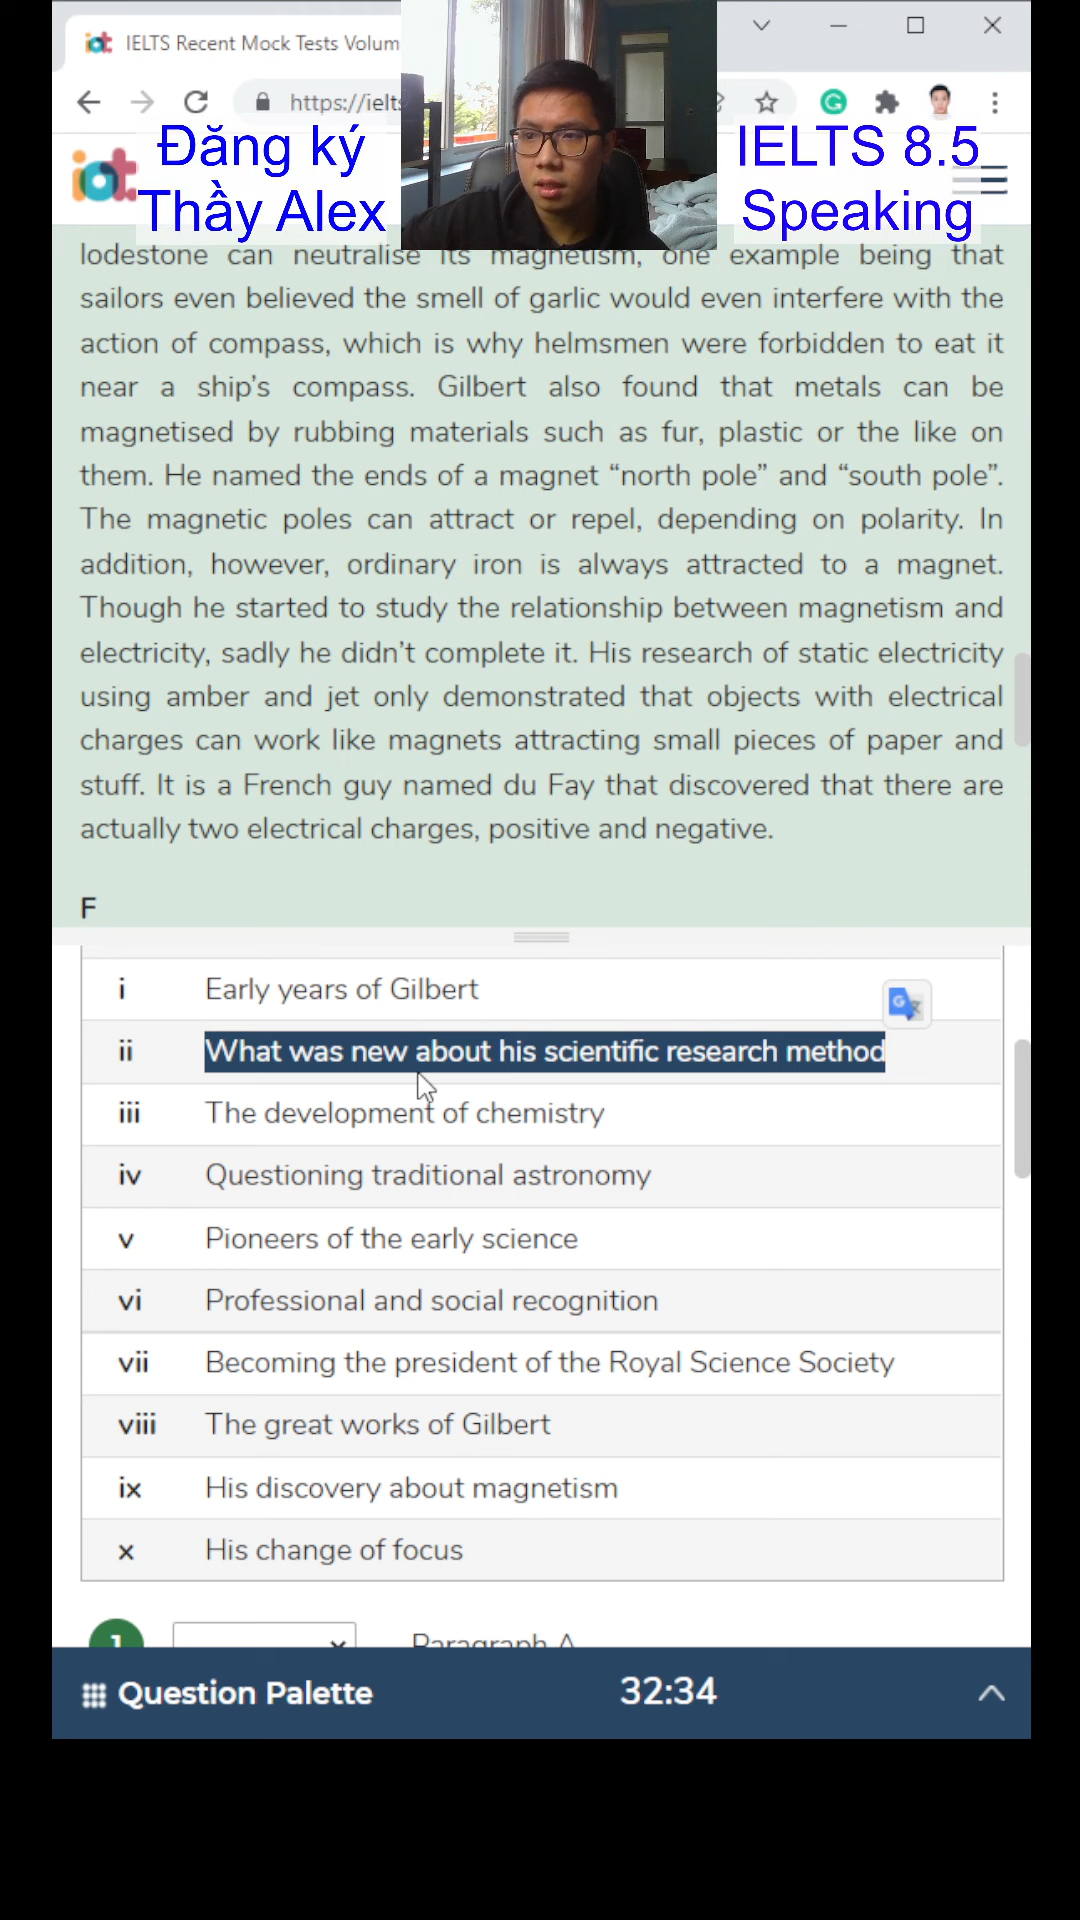 IELTS Recent Mock Tests Volum
https://ielts
Đăng ký
Thầy Alex
IELTS 8.5
Speaking
iot
lodestone can neutralise its magnetism, one example being that
sailors even believed the smell of garlic would even interfere with the
action of compass, which is why helmsmen were forbidden to eat it
near a ship's compass. Gilbert also found that metals can be
magnetised by rubbing materials such as fur, plastic or the like on
them. He named the ends of a magnet “north pole” and “south pole”.
The magnetic poles can attract or repel, depending on polarity. In
addition, however, ordinary iron is always attracted to a magnet.
Though he started to study the relationship between magnetism and
electricity, sadly he didn't complete it. His research of static electricity
using amber and jet only demonstrated that objects with electrical
charges can work like magnets attracting small pieces of paper and
stuff. It is a French guy named du Fay that discovered that there are
actually two electrical charges, positive and negative.
F
i Early years of Gilbert
ii What was new about his scientific research method
iii The development of chemistry
iv Questioning traditional astronomy
v Pioneers of the early science
vi Professional and social recognition
vii Becoming the president of the Royal Science Society
viii The great works of Gilbert
ix His discovery about magnetism
x His change of focus
1 Paragraph A
Question Palette 32:34